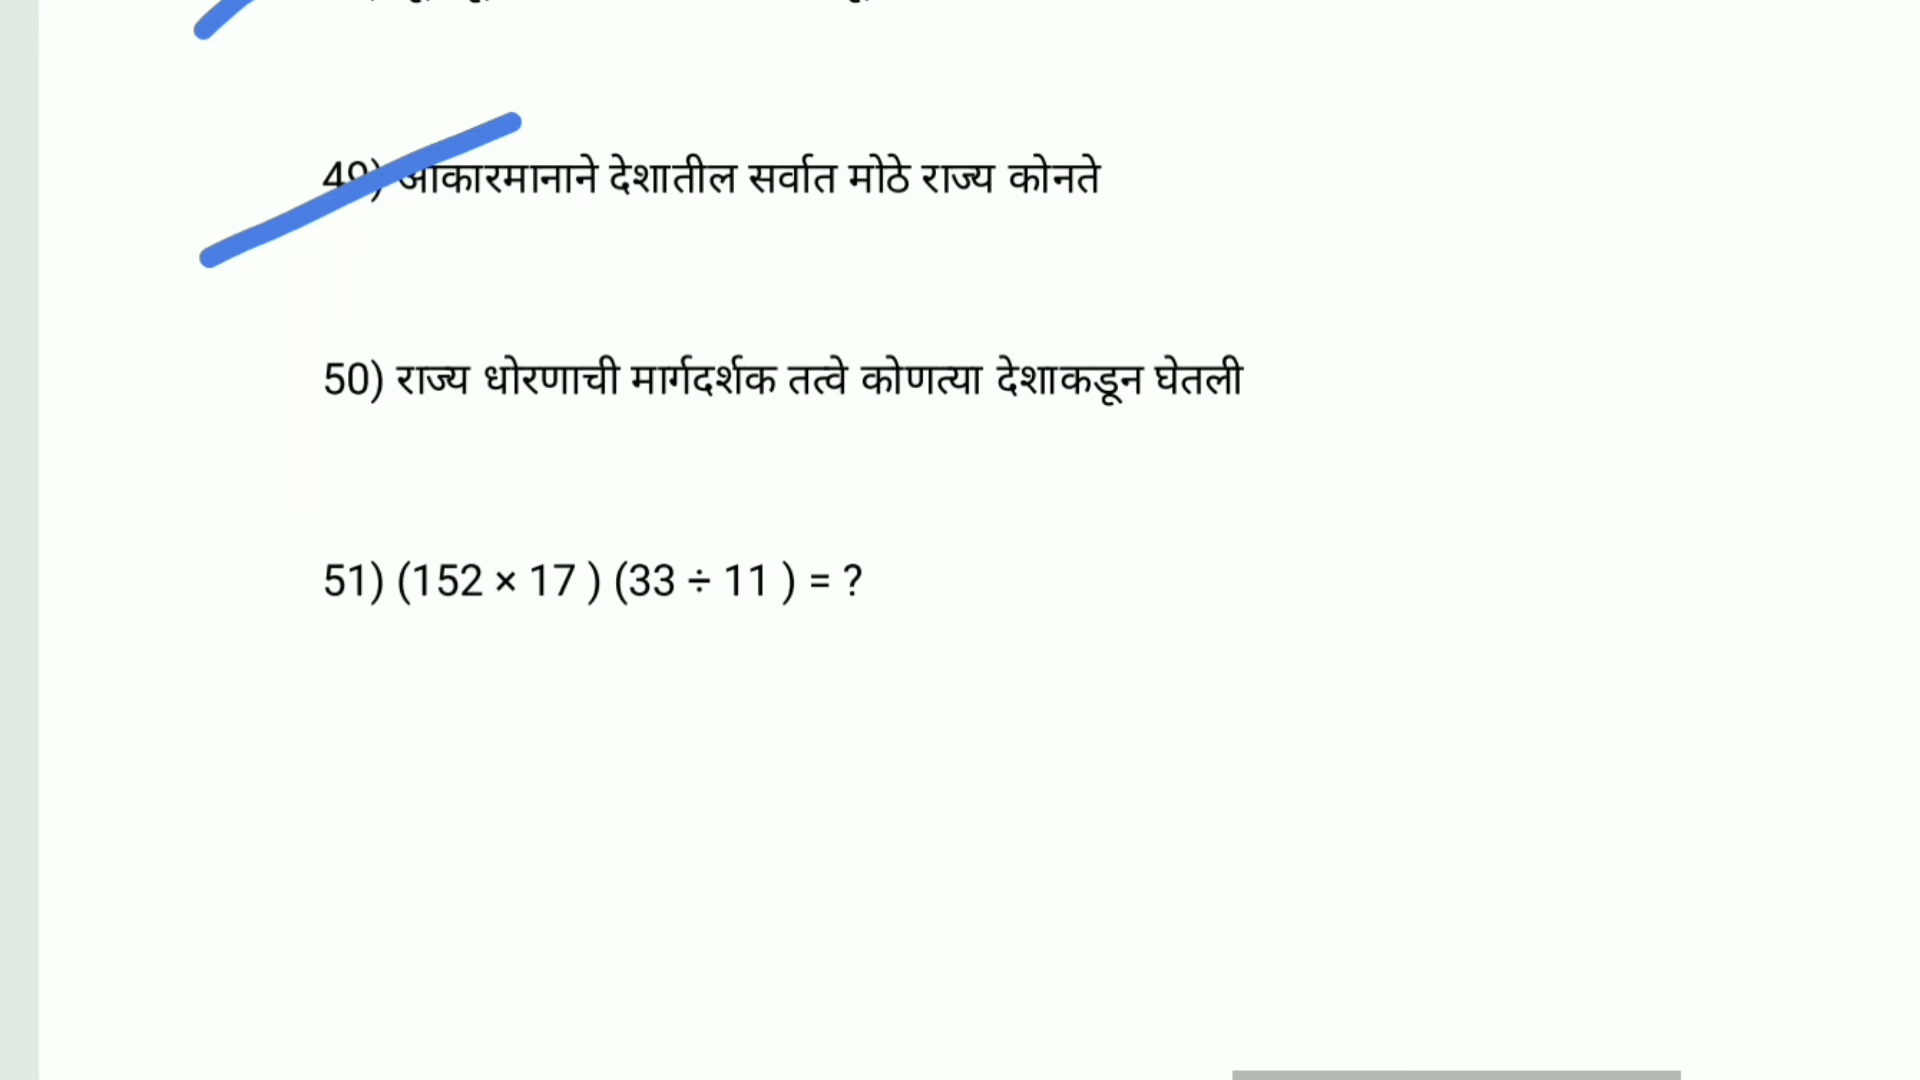 49) आकारमानाने देशातील सर्वात मोठे राज्य कोनते
50) राज्य धोरणाची मार्गदर्शक तत्वे कोणत्या देशाकडून घेतली
51) (152 × 17 ) (33 ÷ 11 ) = ?